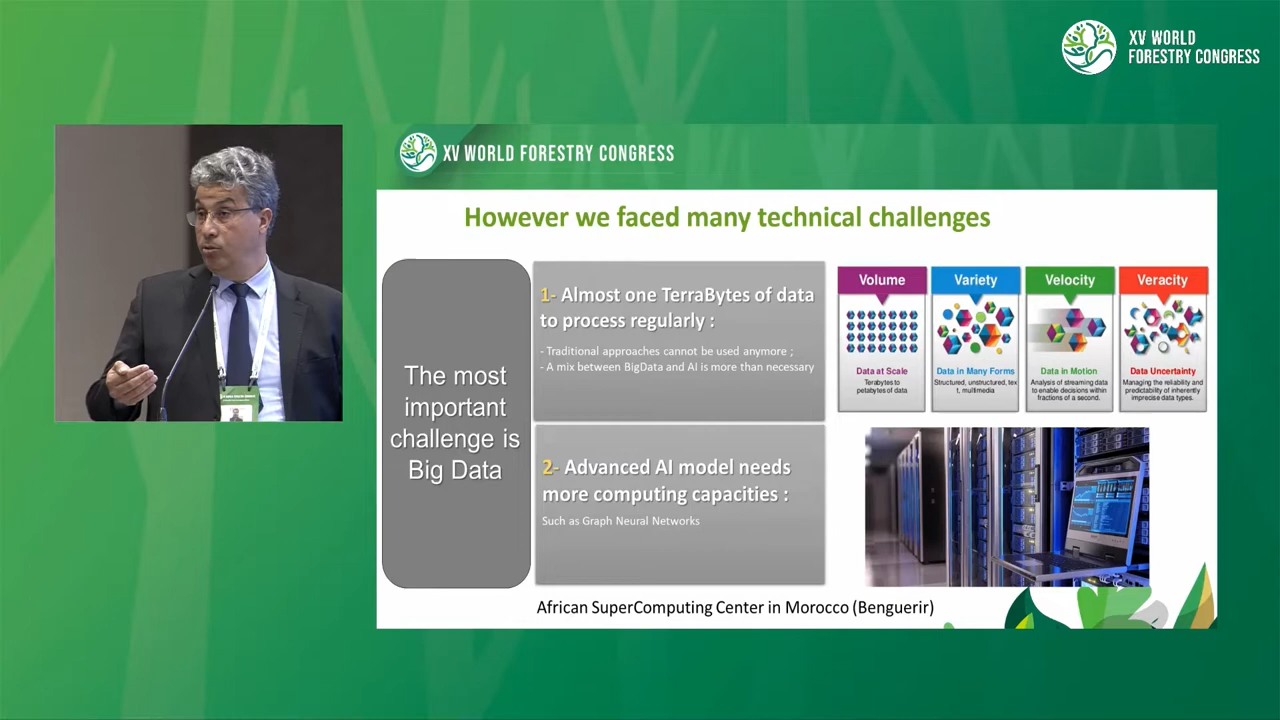 XV WORLD
FORESTRY CONGRESS
XV WORLD FORESTRY CONGRESS
However we faced many technical challenges
The most
important
challenge is
Big Data
1- Almost one TerraBytes of data
to process regularly :
- Traditional approaches cannot be used anymore ;
- A mix between BigData and AI is more than necessary
2- Advanced AI model needs
more computing capacities :
Such as Graph Neural Networks
Volume
Data at Scale
Terabytes to
petabytes of data
Variety
Data in Many Forms
Structured, unstructured, tex
t, multimedia
Velocity
Data in Motion
Analysis of streaming data
to enable decisions within
fractions of a second.
Veracity
Data Uncertainty
Managing the reliability and
predictability of inherently
imprecise data types.
African SuperComputing Center in Morocco (Benguerir)